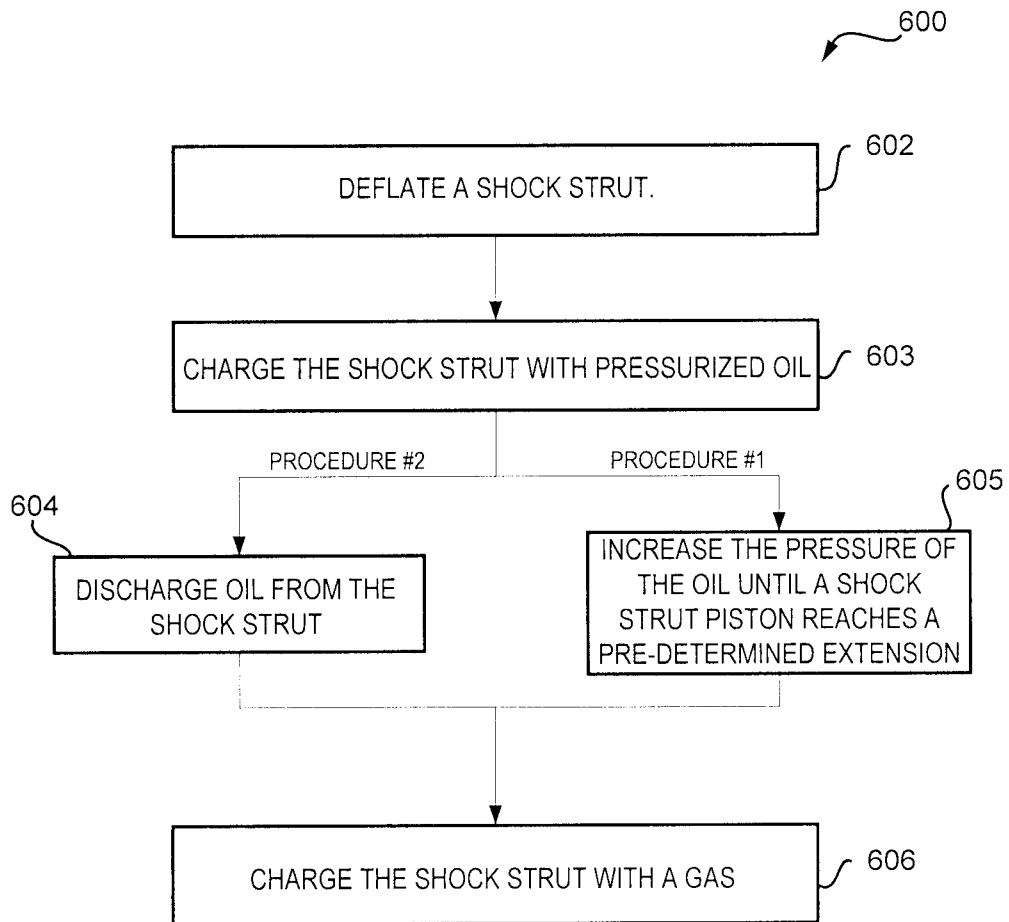 600
602
DEFLATE A SHOCK STRUT.
603
CHARGE THE SHOCK STRUT WITH PRESSURIZED OIL
PROCEDURE #2
PROCEDURE #1
604
DISCHARGE OIL FROM THE
SHOCK STRUT
605
INCREASE THE PRESSURE OF
THE OIL UNTIL A SHOCK
STRUT PISTON REACHES A
PRE-DETERMINED EXTENSION
606
CHARGE THE SHOCK STRUT WITH A GAS